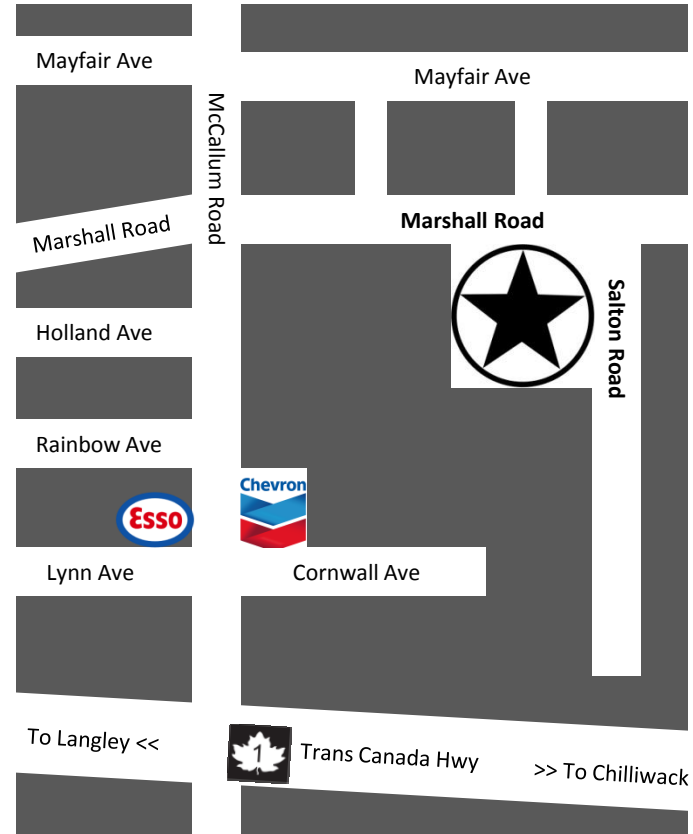 Mayfair Ave
Mayfair Ave
McCallum Road
Marshall Road
Marshall Road
Salton Road
Holland Ave
Rainbow Ave
Esso
Chevron
Lynn Ave
Cornwall Ave
To Langley <<
1
Trans Canada Hwy
>> To Chilliwack